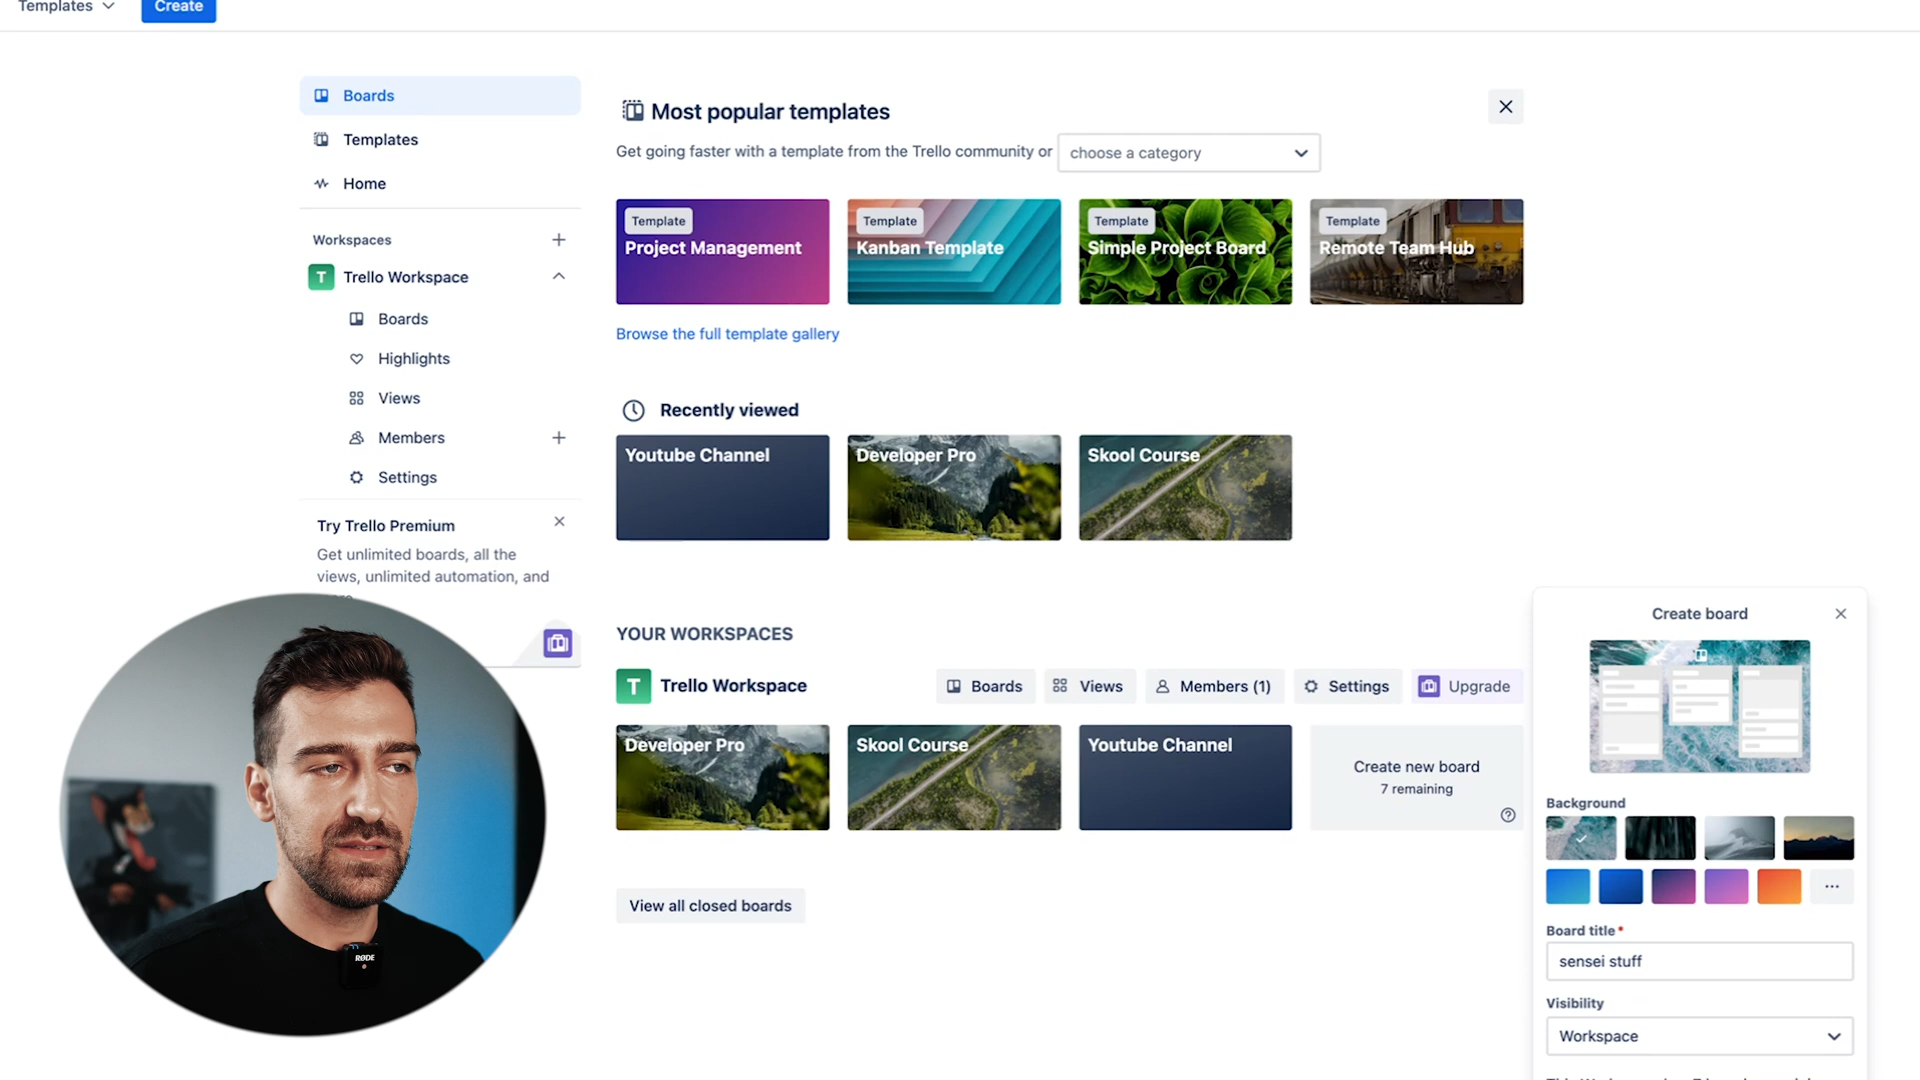 Templates
Create
Boards
Templates
Home
Workspaces
T
Trello Workspace
Boards
Highlights
Views
Members
Settings
Try Trello Premium
Get unlimited boards, all the
views, unlimited automation, and
Most popular templates
Get going faster with a template from the Trello community or
choose a category
Template
Project Management
Template
Kanban Template
Template
Simple Project Board
Template
Remote Team Hub
Browse the full template gallery
Recently viewed
Youtube Channel
Developer Pro
Skool Course
YOUR WORKSPACES
T
Trello Workspace
Boards
Views
Members (1)
Settings
Upgrade
Developer Pro
Skool Course
Youtube Channel
Create new board
7 remaining
View all closed boards
Create board
Background
Board title*
sensei stuff
Visibility
Workspace
RØDE